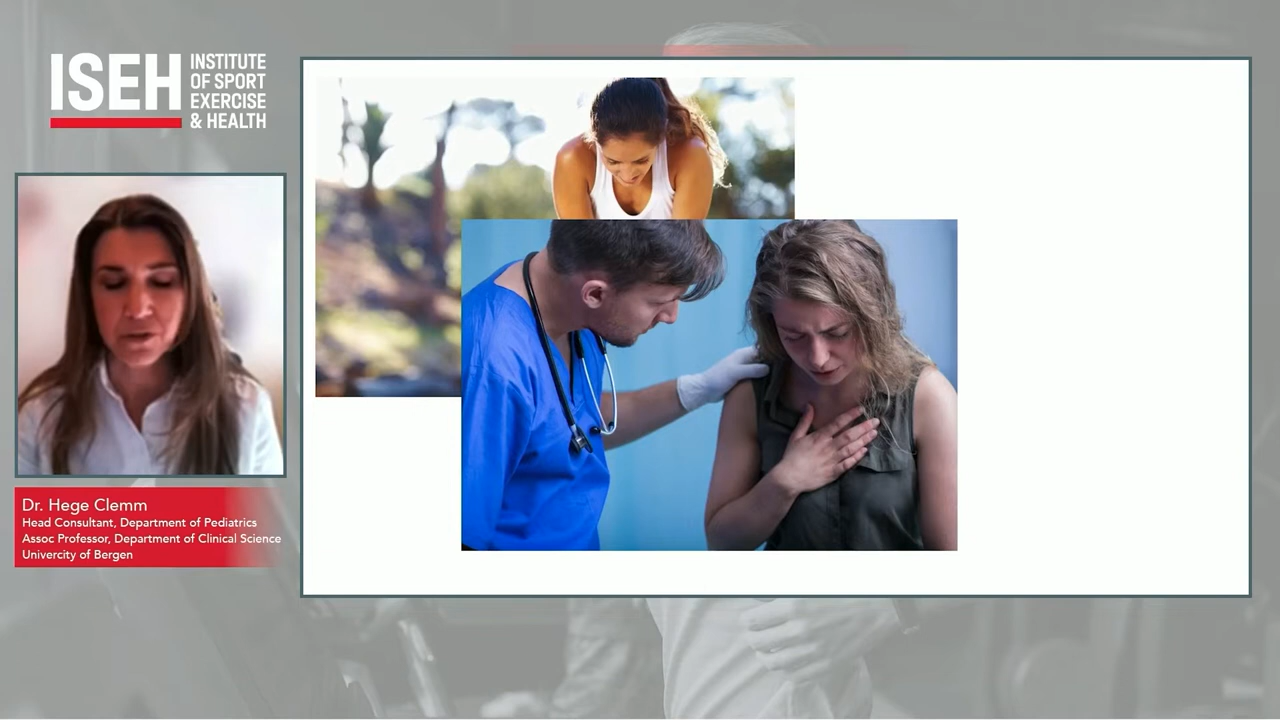 ISEH
INSTITUTE
OF SPORT
EXERCISE
& HEALTH
Dr. Hege Clemm
Head Consultant, Department of Pediatrics
Assoc Professor, Department of Clinical Science
Univercity of Bergen